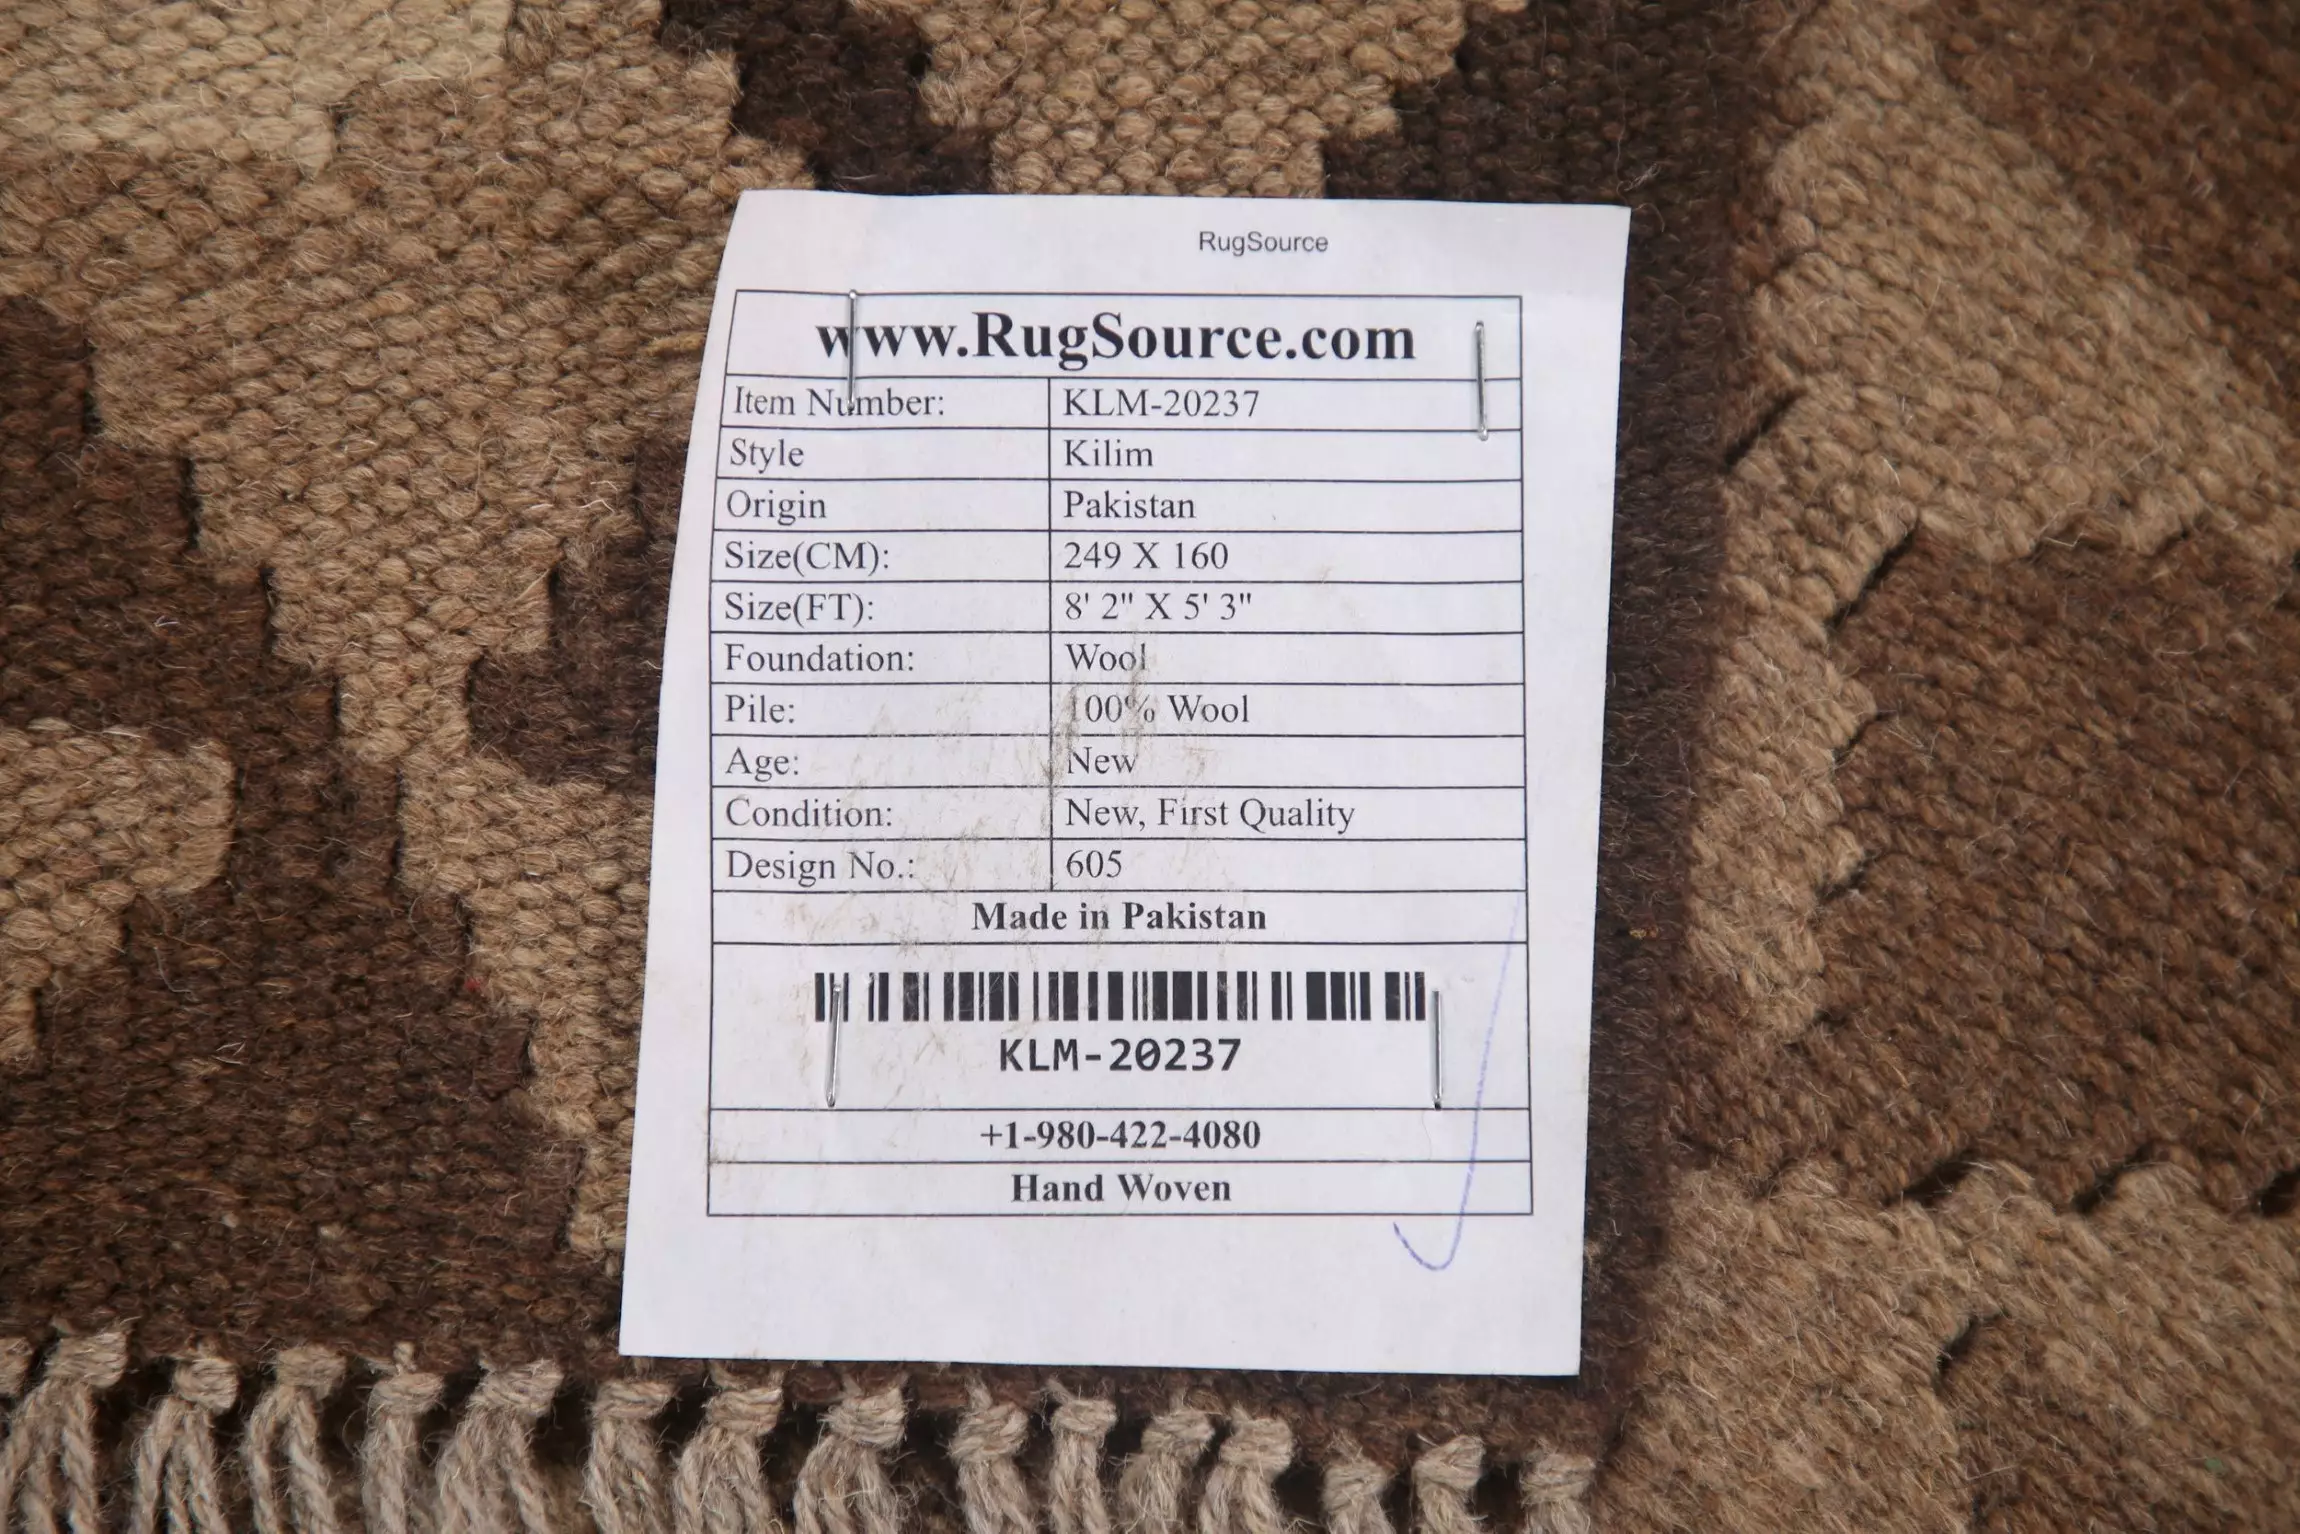 RugSource
www.RugSource.com
Item Number: KLM-20237
Style Kilim
Origin Pakistan
Size(CM): 249 X 160
Size(FT): 8' 2" X 5' 3"
Foundation: Wool
Pile: 100% Wool
Age: New
Condition: New, First Quality
Design No.: 605
Made in Pakistan
KLM-20237
+1-980-422-4080
Hand Woven